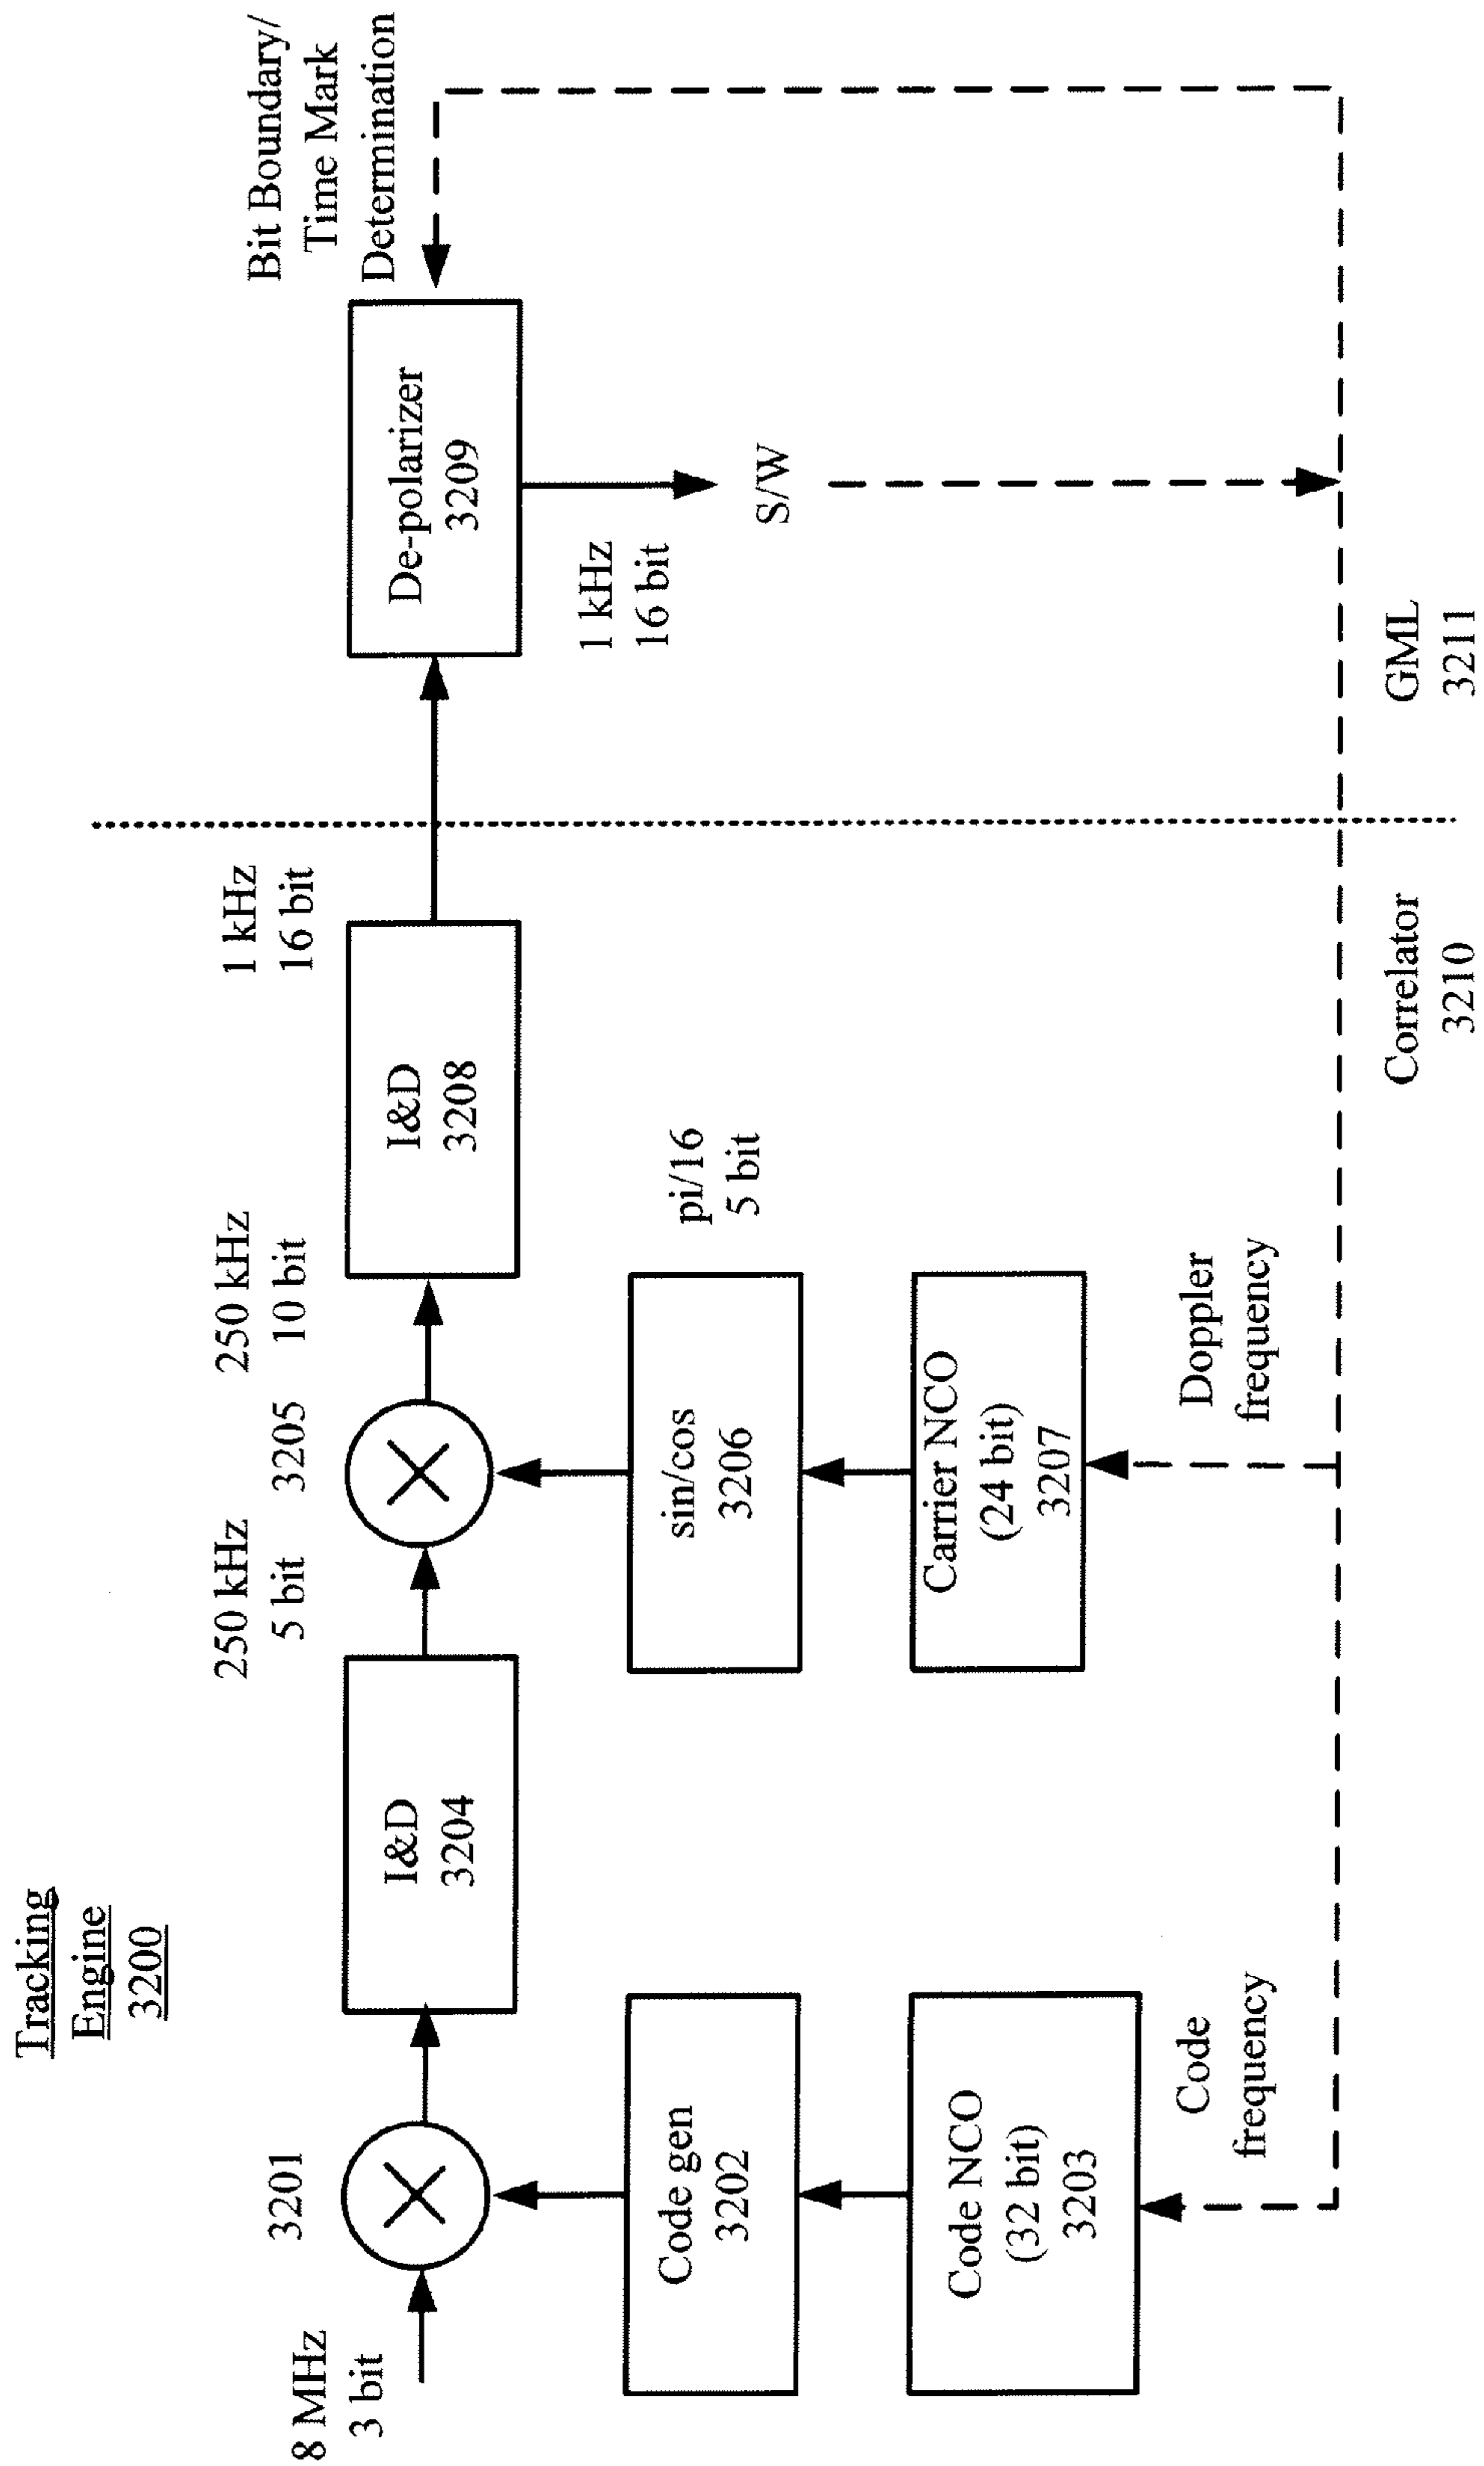 Tracking
Engine
3200
8 MHz
3 bit
3201
Code gen
3202
Code NCO
(32 bit)
3203
Code
frequency
I&D
3204
250 kHz
5 bit
3205
sin/cos
3206
pi/16
5 bit
Carrier NCO
(24 bit)
3207
Doppler
frequency
250 kHz
10 bit
I&D
3208
1 kHz
16 bit
Correlator
3210
De-polarizer
3209
Bit Boundary/
Time Mark
Determination
1 kHz
16 bit
S/W
GML
3211